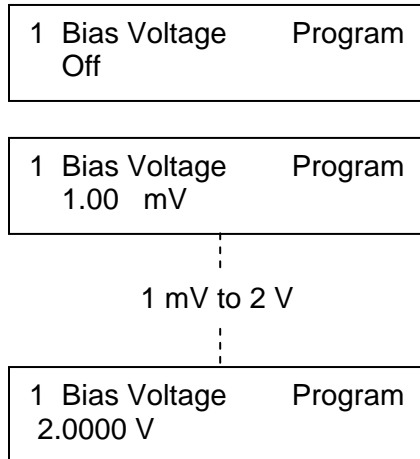 1 Bias Voltage Program
Off
1 Bias Voltage Program
1.00 mV
1 mV to 2 V
1 Bias Voltage Program
2.0000 V